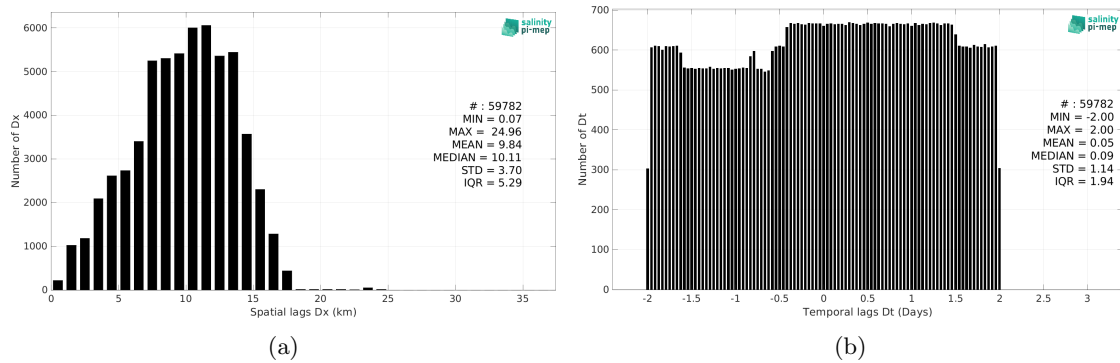 Number of Dx
6000
5000
4000
3000
2000
1000
0
0 5 10 15 20 25 30 35
Spatial lags Dx (km)
salinity
pi-mep
# : 59782
MIN = 0.07
MAX = 24.96
MEAN = 9.84
MEDIAN = 10.11
STD = 3.70
IQR = 5.29
(a)
Number of Dt
700
600
500
400
300
200
100
0
-2 -1.5 -1 -0.5 0 0.5 1 1.5 2 2.5 3
Temporal lags Dt (Days)
salinity
pi-mep
# : 59782
MIN = -2.00
MAX = 2.00
MEAN = 0.05
MEDIAN = 0.09
STD = 1.14
IQR = 1.94
(b)